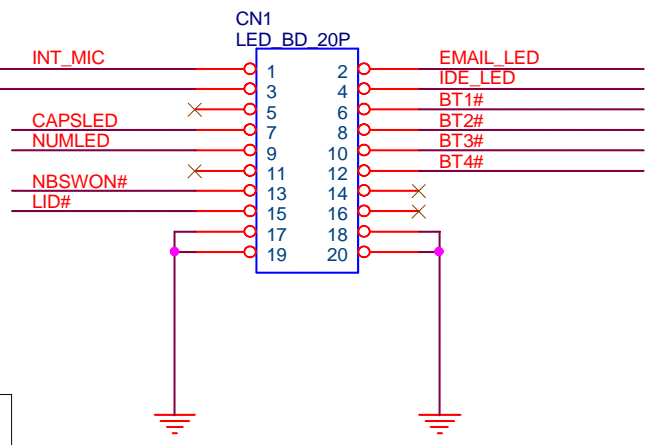 CN1
LED_BD_20P
INT_MIC 1 2 EMAIL_LED
3 4 IDE_LED
5 6 BT1#
CAPSLED 7 8 BT2#
NUMLED 9 10 BT3#
11 12 BT4#
NBSWON# 13 14
LID# 15 16
17 18
19 20